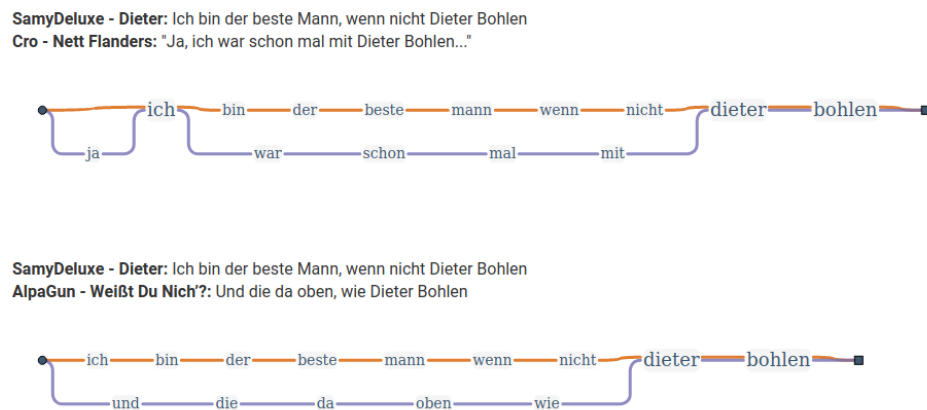 SamyDeluxe - Dieter: Ich bin der beste Mann, wenn nicht Dieter Bohlen
Cro - Nett Flanders: "Ja, ich war schon mal mit Dieter Bohlen..."
ich bin der beste mann wenn nicht dieter bohlen
ja war schon mal mit
SamyDeluxe - Dieter: Ich bin der beste Mann, wenn nicht Dieter Bohlen
AlpaGun - Weißt Du Nich'?: Und die da oben, wie Dieter Bohlen
ich bin der beste mann wenn nicht dieter bohlen
und die da oben wie